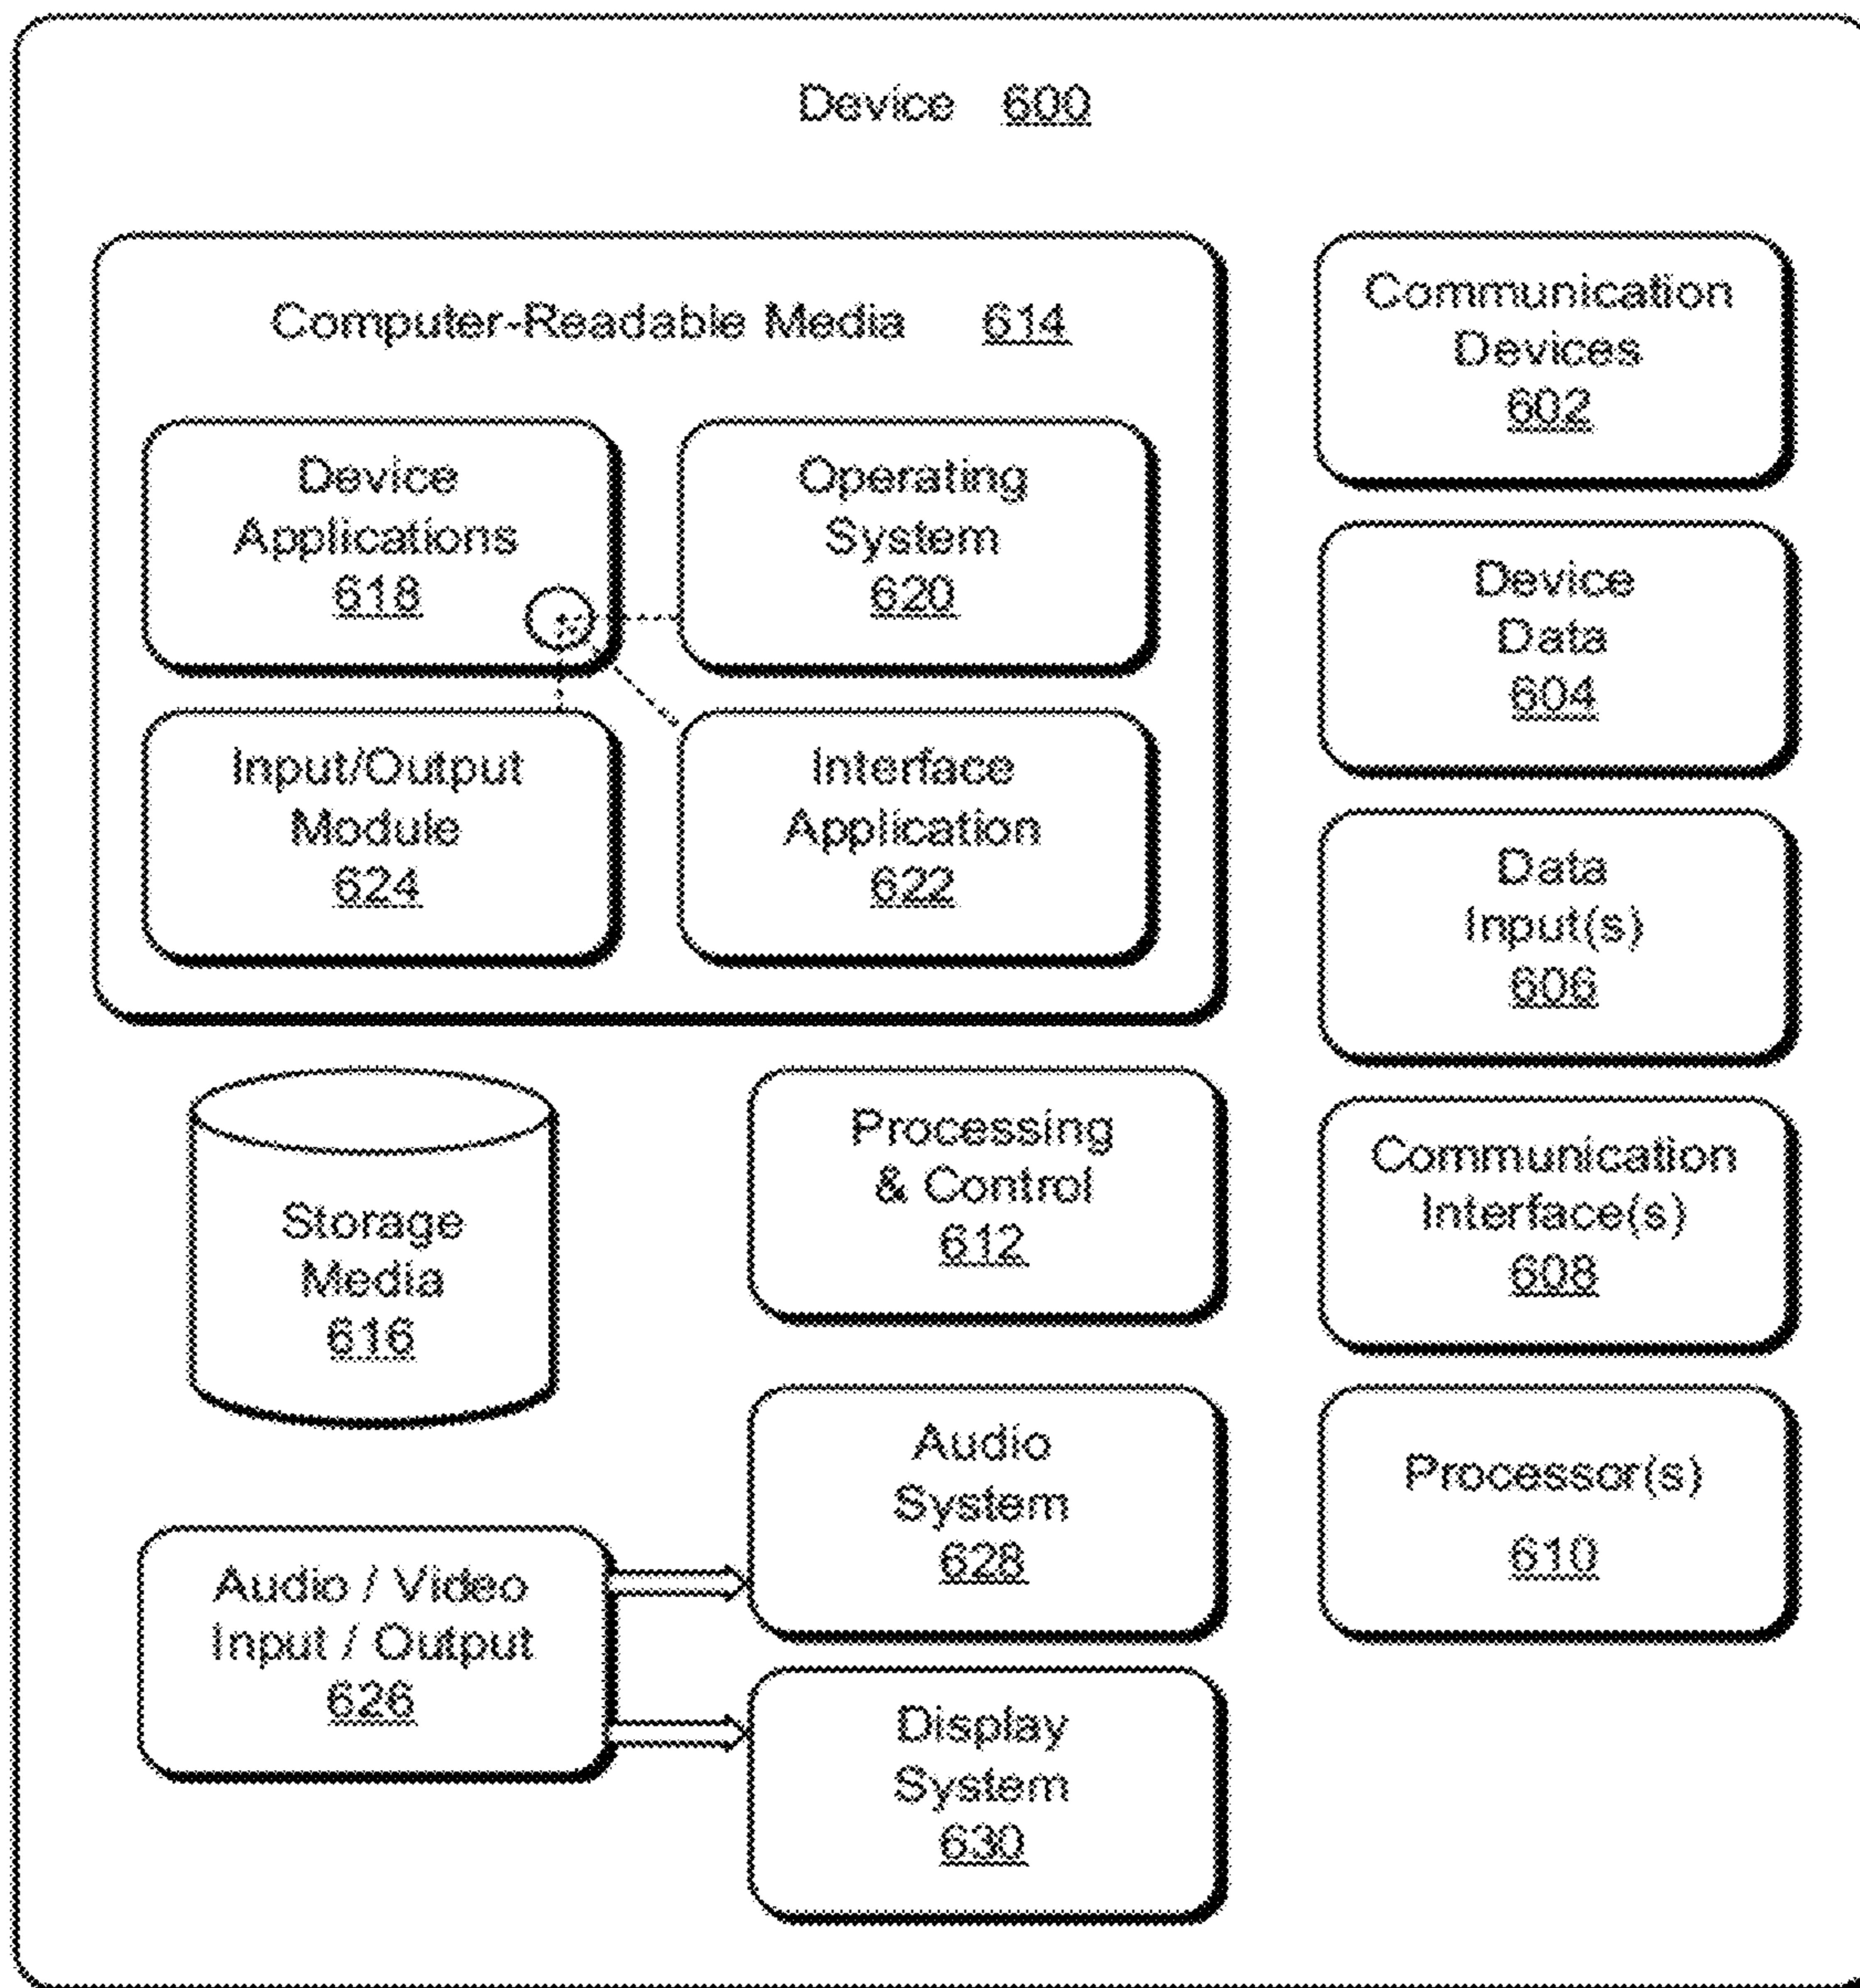 Device 600
Computer-Readable Media 614
Device
Applications
618
Operating
System
620
Input/Output
Module
624
Interface
Application
622
Storage
Media
616
Processing
& Control
612
Audio / Video
Input / Output
626
Audio
System
628
Display
System
630
Communication
Devices
602
Device
Data
604
Data
Input(s)
606
Communication
Interface(s)
608
Processor(s)
610